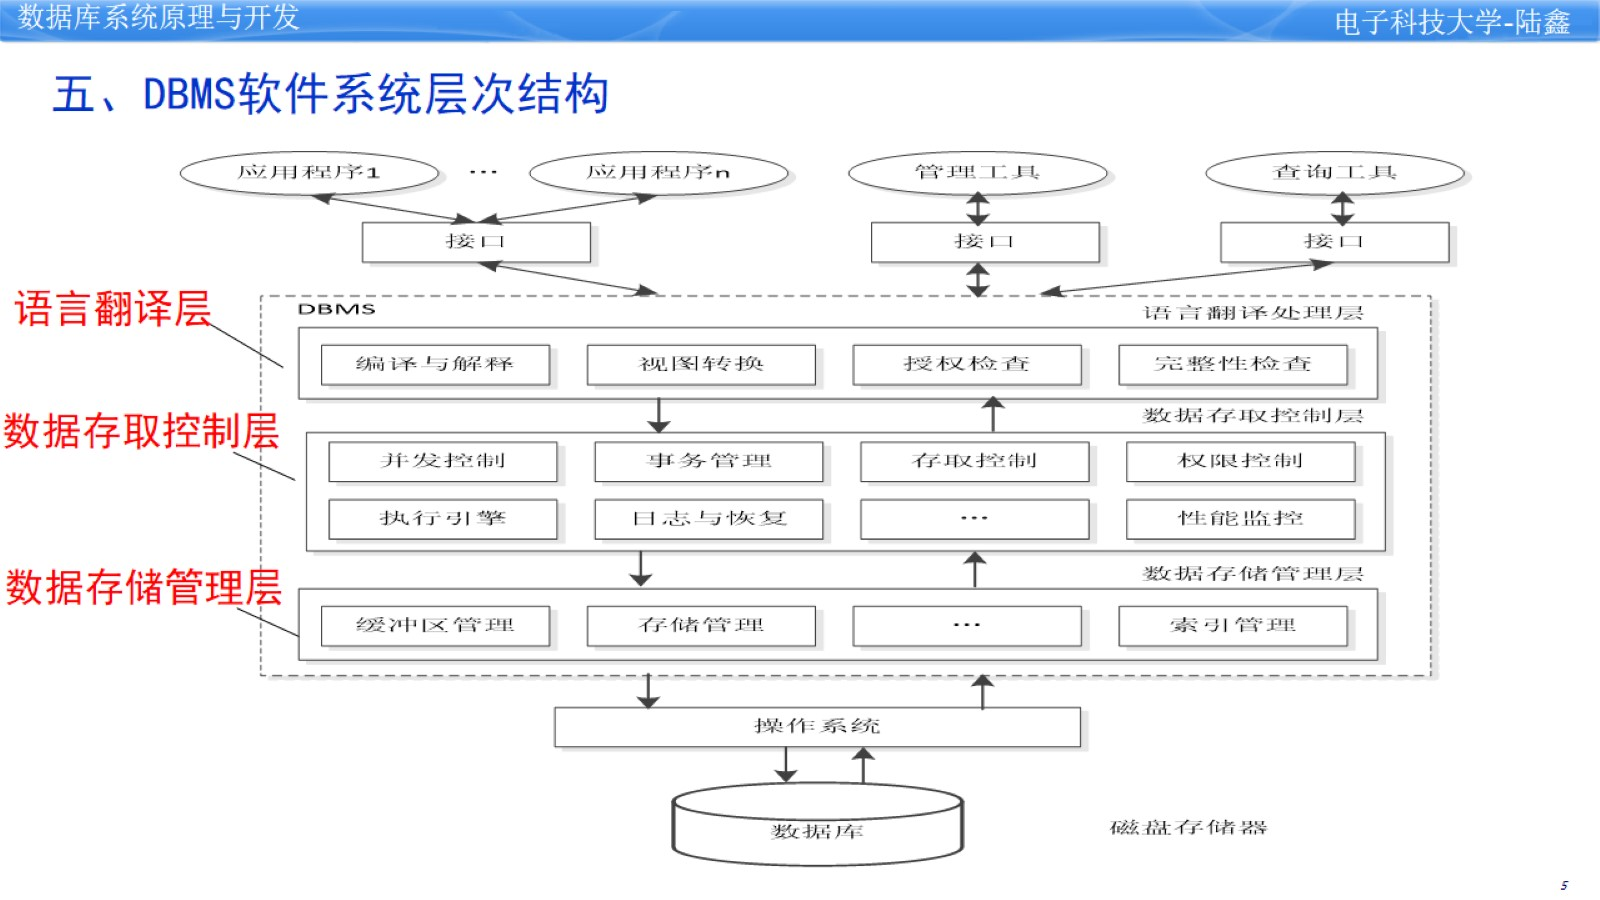 数据库系统原理与开发
电子科技大学-陆鑫
五、DBMS软件系统层次结构
应用程序1 … 应用程序n 管理工具 查询工具
接口 接口 接口
语言翻译层
DBMS 语言翻译处理层
编译与解释 视图转换 授权检查 完整性检查
数据存取控制层
数据存取控制层
并发控制 事务管理 存取控制 权限控制
执行引擎 日志与恢复 … 性能监控
数据存储管理层
数据存储管理层
缓冲区管理 存储管理 … 索引管理
操作系统
数据库
磁盘存储器
5